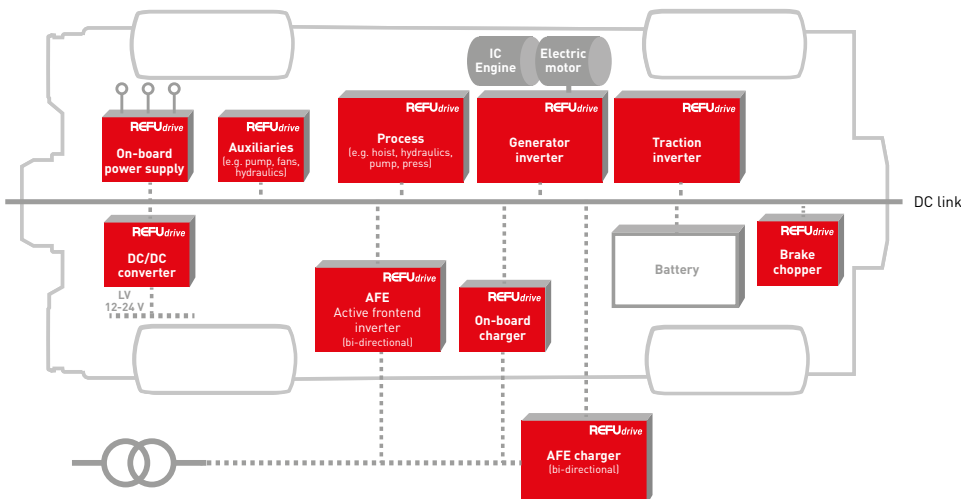 IC
Engine
Electric
motor
REFUdrive
On-board
power supply
REFUdrive
Auxiliaries
(e.g. pump, fans,
hydraulics)
REFUdrive
Process
(e.g. hoist, hydraulics,
pump, press)
REFUdrive
Generator
inverter
REFUdrive
Traction
inverter
DC link
REFUdrive
DC/DC
converter
LV
12-24 V
REFUdrive
AFE
Active frontend
inverter
(bi-directional)
REFUdrive
On-board
charger
Battery
REFUdrive
Brake
chopper
REFUdrive
AFE charger
(bi-directional)